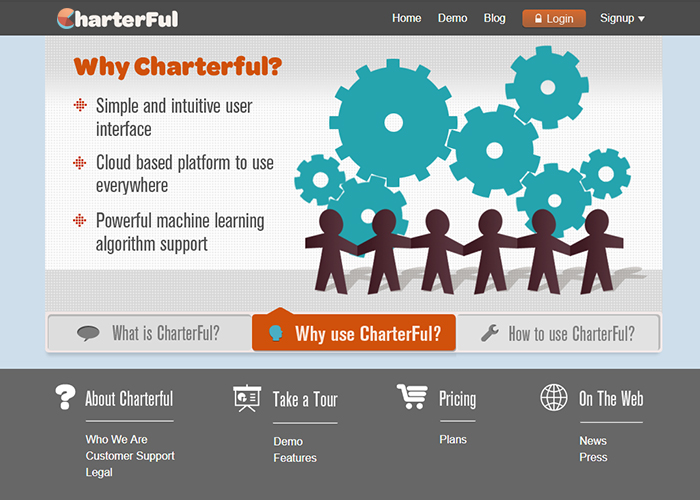 CharterFul
Home Demo Blog Login Signup
Why Charterful?
Simple and intuitive user
interface
Cloud based platform to use
everywhere
Powerful machine learning
algorithm support
What is CharterFul? Why use CharterFul? How to use CharterFul?
About Charterful
Who We Are
Customer Support
Legal
Take a Tour
Demo
Features
Pricing
Plans
On The Web
News
Press